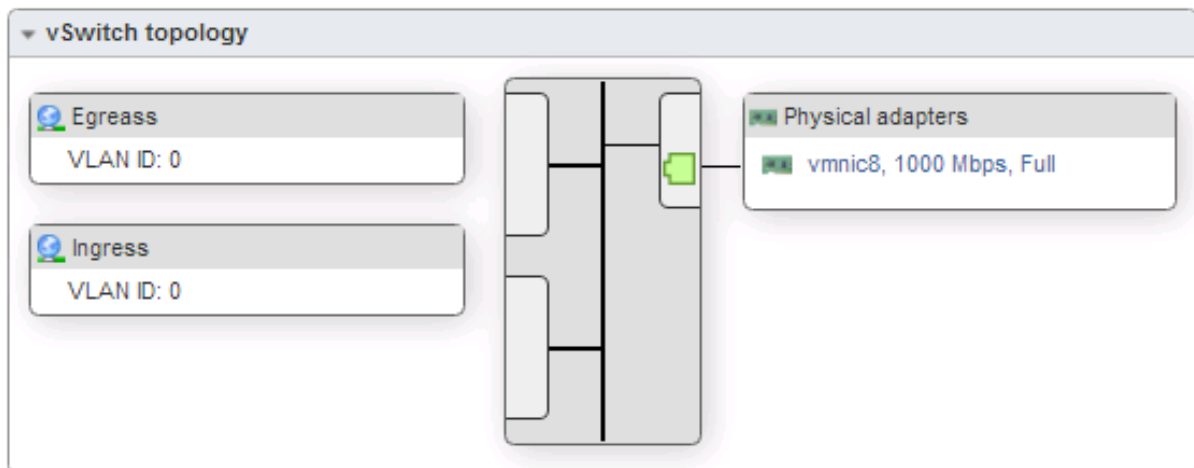 vSwitch topology
Egreass
VLAN ID: 0
Ingress
VLAN ID: 0
Physical adapters
vmnic8, 1000 Mbps, Full